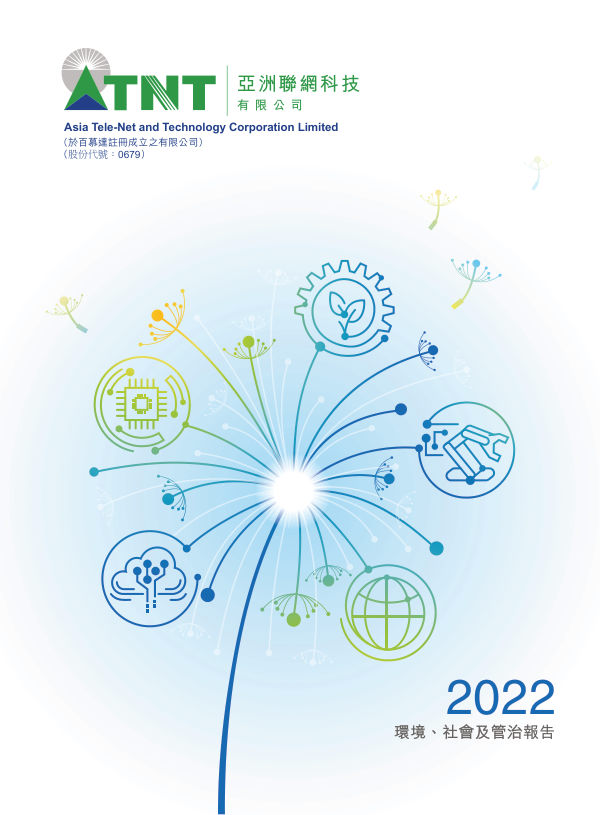 ATNT
亞洲聯網科技
有限公司
Asia Tele-Net and Technology Corporation Limited
(於百慕達註冊成立之有限公司)
(股份代號：0679)
2022
環境、社會及管治報告